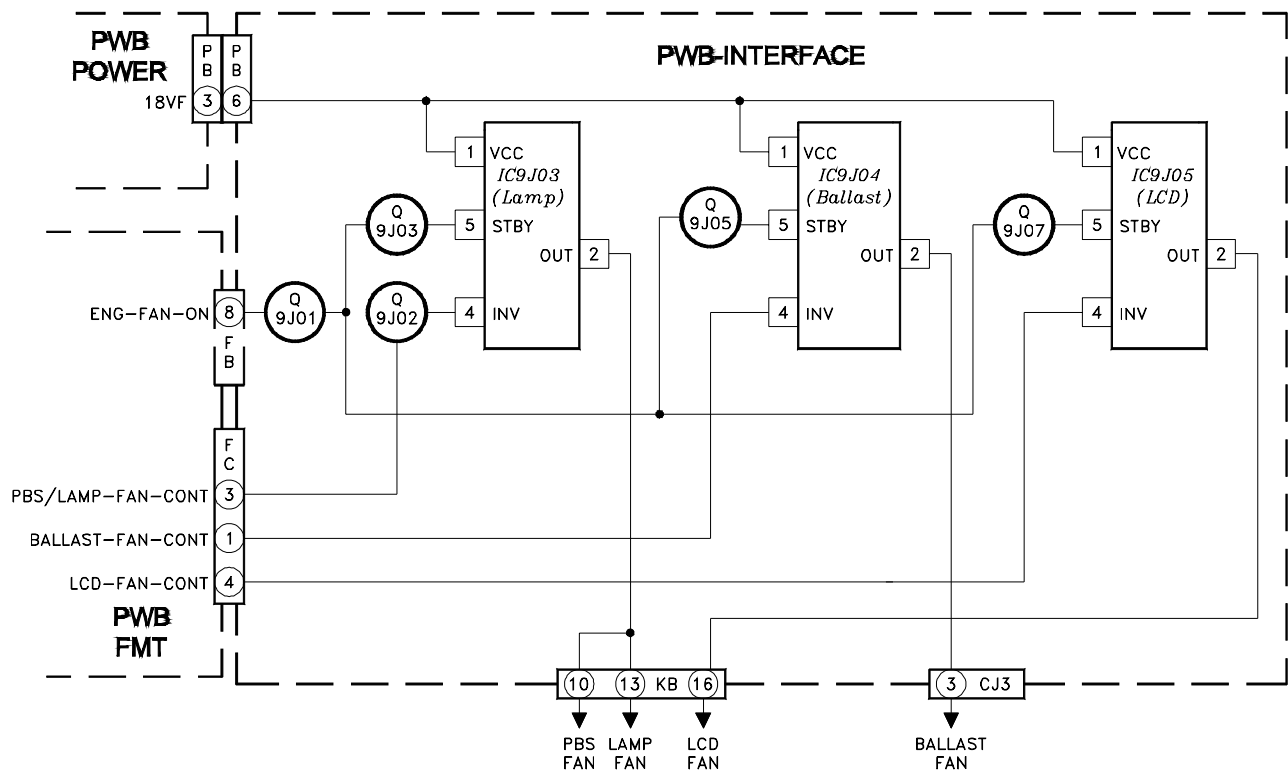 PWB
POWER
P
B
P
B
PWB-INTERFACE
18VF
3
6
1
VCC
IC9J03
(Lamp)
Q
9J03
5
STBY
OUT
2
Q
9J02
4
INV
1
VCC
IC9J04
(Ballast)
Q
9J05
5
STBY
OUT
2
4
INV
1
VCC
IC9J05
(LCD)
Q
9J07
5
STBY
OUT
2
4
INV
ENG-FAN-ON
8
Q
9J01
F
B
F
C
PBS/LAMP-FAN-CONT
3
BALLAST-FAN-CONT
1
LCD-FAN-CONT
4
PWB
FMT
10
13
KB
16
3
CJ3
PBS
FAN
LAMP
FAN
LCD
FAN
BALLAST
FAN